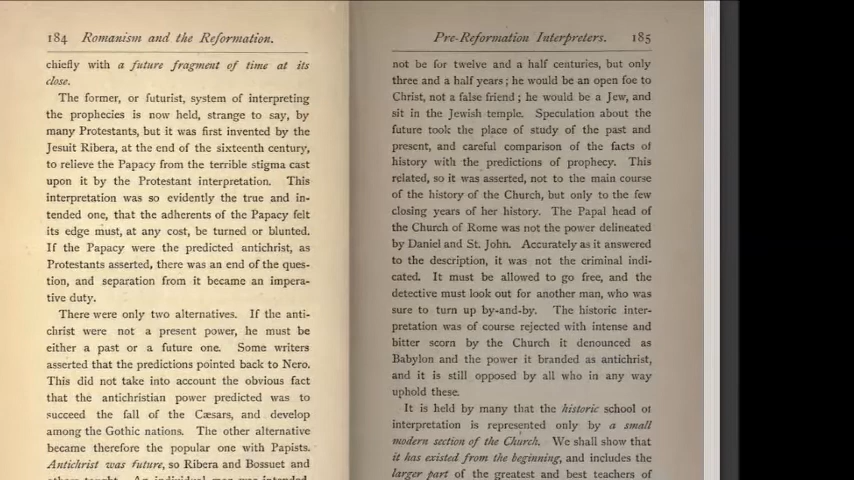 184 Romanism and the Reformation.
chiefly with a future fragment of time at its
close.
The former, or futurist, system of interpreting
the prophecies is now held, strange to say, by
many Protestants, but it was first invented by the
Jesuit Ribera, at the end of the sixteenth century,
to relieve the Papacy from the terrible stigma cast
upon it by the Protestant interpretation. This
interpretation was so evidently the true and in-
tended one, that the adherents of the Papacy felt
its edge must, at any cost, be turned or blunted.
If the Papacy were the predicted antichrist, as
Protestants asserted, there was an end of the ques-
tion, and separation from it became an impera-
tive duty.
There were only two alternatives. If the anti-
christ were not a present power, he must be
either a past or a future one. Some writers
asserted that the predictions pointed back to Nero.
This did not take into account the obvious fact
that the antichristian power predicted was to
succeed the fall of the Cæsars, and develop
among the Gothic nations. The other alternative
became therefore the popular one with Papists.
Antichrist was future, so Ribera and Bossuet and
others taught. An individual man was intended,
Pre-Reformation Interpreters. 185
not be for twelve and a half centuries, but only
three and a half years; he would be an open foe to
Christ, not a false friend; he would be a Jew, and
sit in the Jewish temple. Speculation about the
future took the place of study of the past and
present, and careful comparison of the facts of
history with the predictions of prophecy. This
related, so it was asserted, not to the main course
of the history of the Church, but only to the few
closing years of her history. The Papal head of
the Church of Rome was not the power delineated
by Daniel and St. John. Accurately as it answered
to the description, it was not the criminal indi-
cated. It must be allowed to go free, and the
detective must look out for another man, who was
sure to turn up by-and-by. The historic inter-
pretation was of course rejected with intense and
bitter scorn by the Church it denounced as
Babylon and the power it branded as antichrist,
and it is still opposed by all who in any way
uphold these.
It is held by many that the historic school of
interpretation is represented only by a small
modern section of the Church. We shall show that
it has existed from the beginning, and includes the
larger part of the greatest and best teachers of